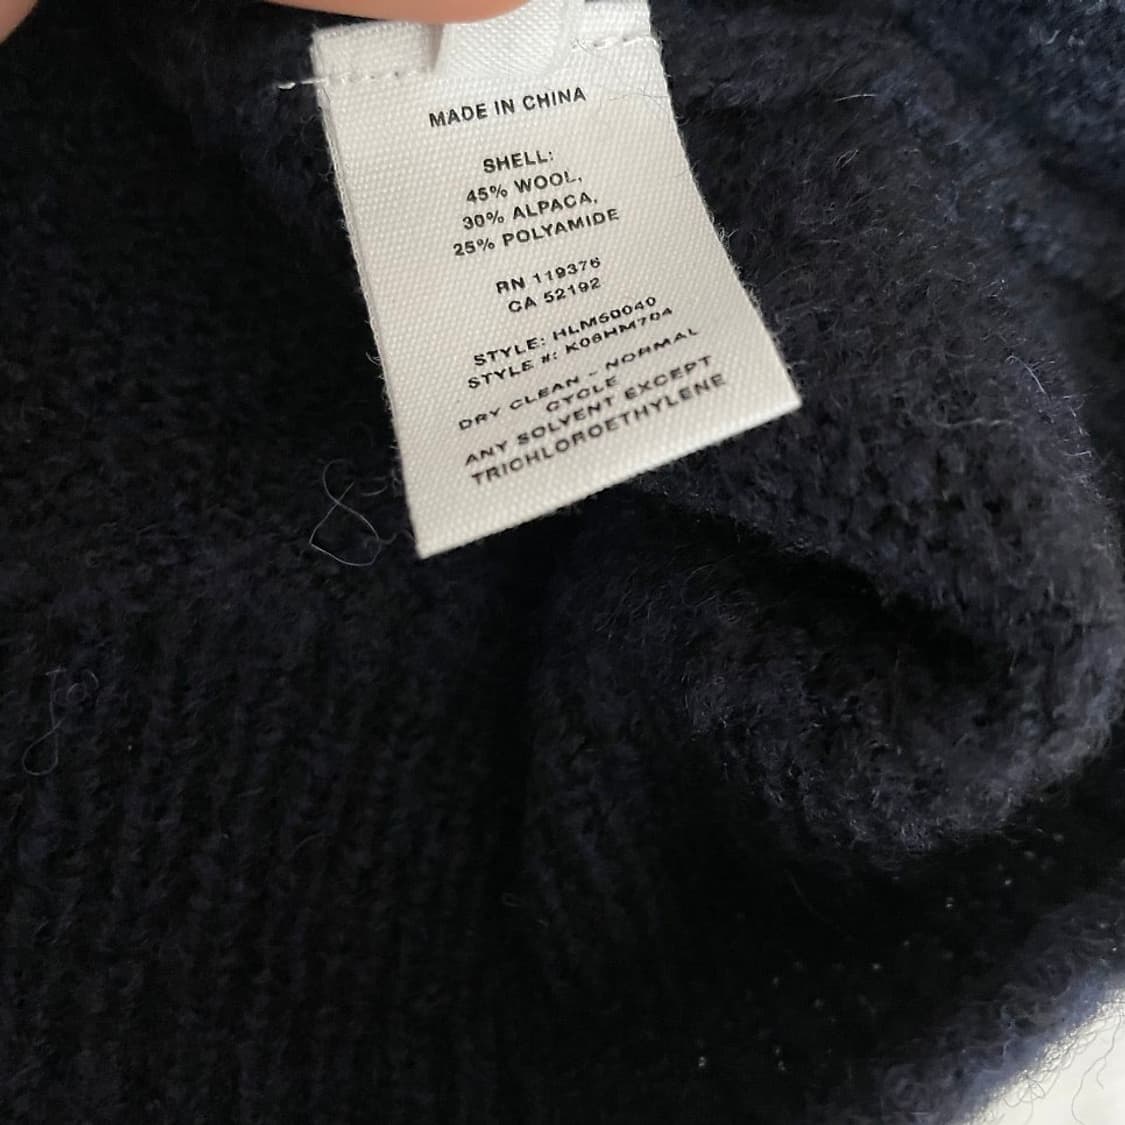 MADE IN CHINA
SHELL:
45% WOOL,
30% ALPACA,
25% POLYAMIDE
RN 119376
CA 52192
STYLE: HLM50040
STYLE #: K08HM704
DRY CLEAN - NORMAL
CYCLE
ANY SOLVENT EXCEPT
TRICHLOROETHYLENE